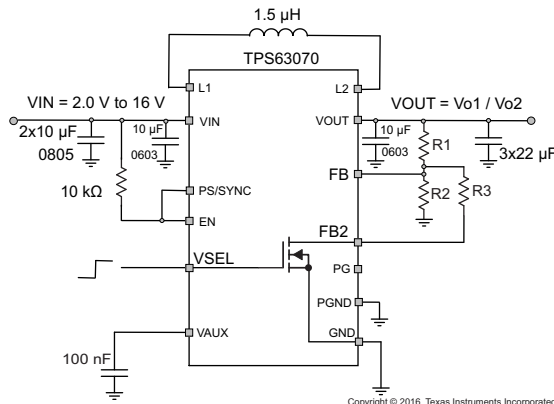 1.5 µH
TPS63070
L1
L2
VIN = 2.0 V to 16 V
VIN
VOUT
VOUT = Vo1 / Vo2
2x10 µF
0805
10 µF
0603
10 µF
0603
R1
3x22 µF
10 kΩ
PS/SYNC
FB
R2
R3
EN
FB2
VSEL
PG
PGND
VAUX
GND
100 nF
Copyright © 2016, Texas Instruments Incorporated